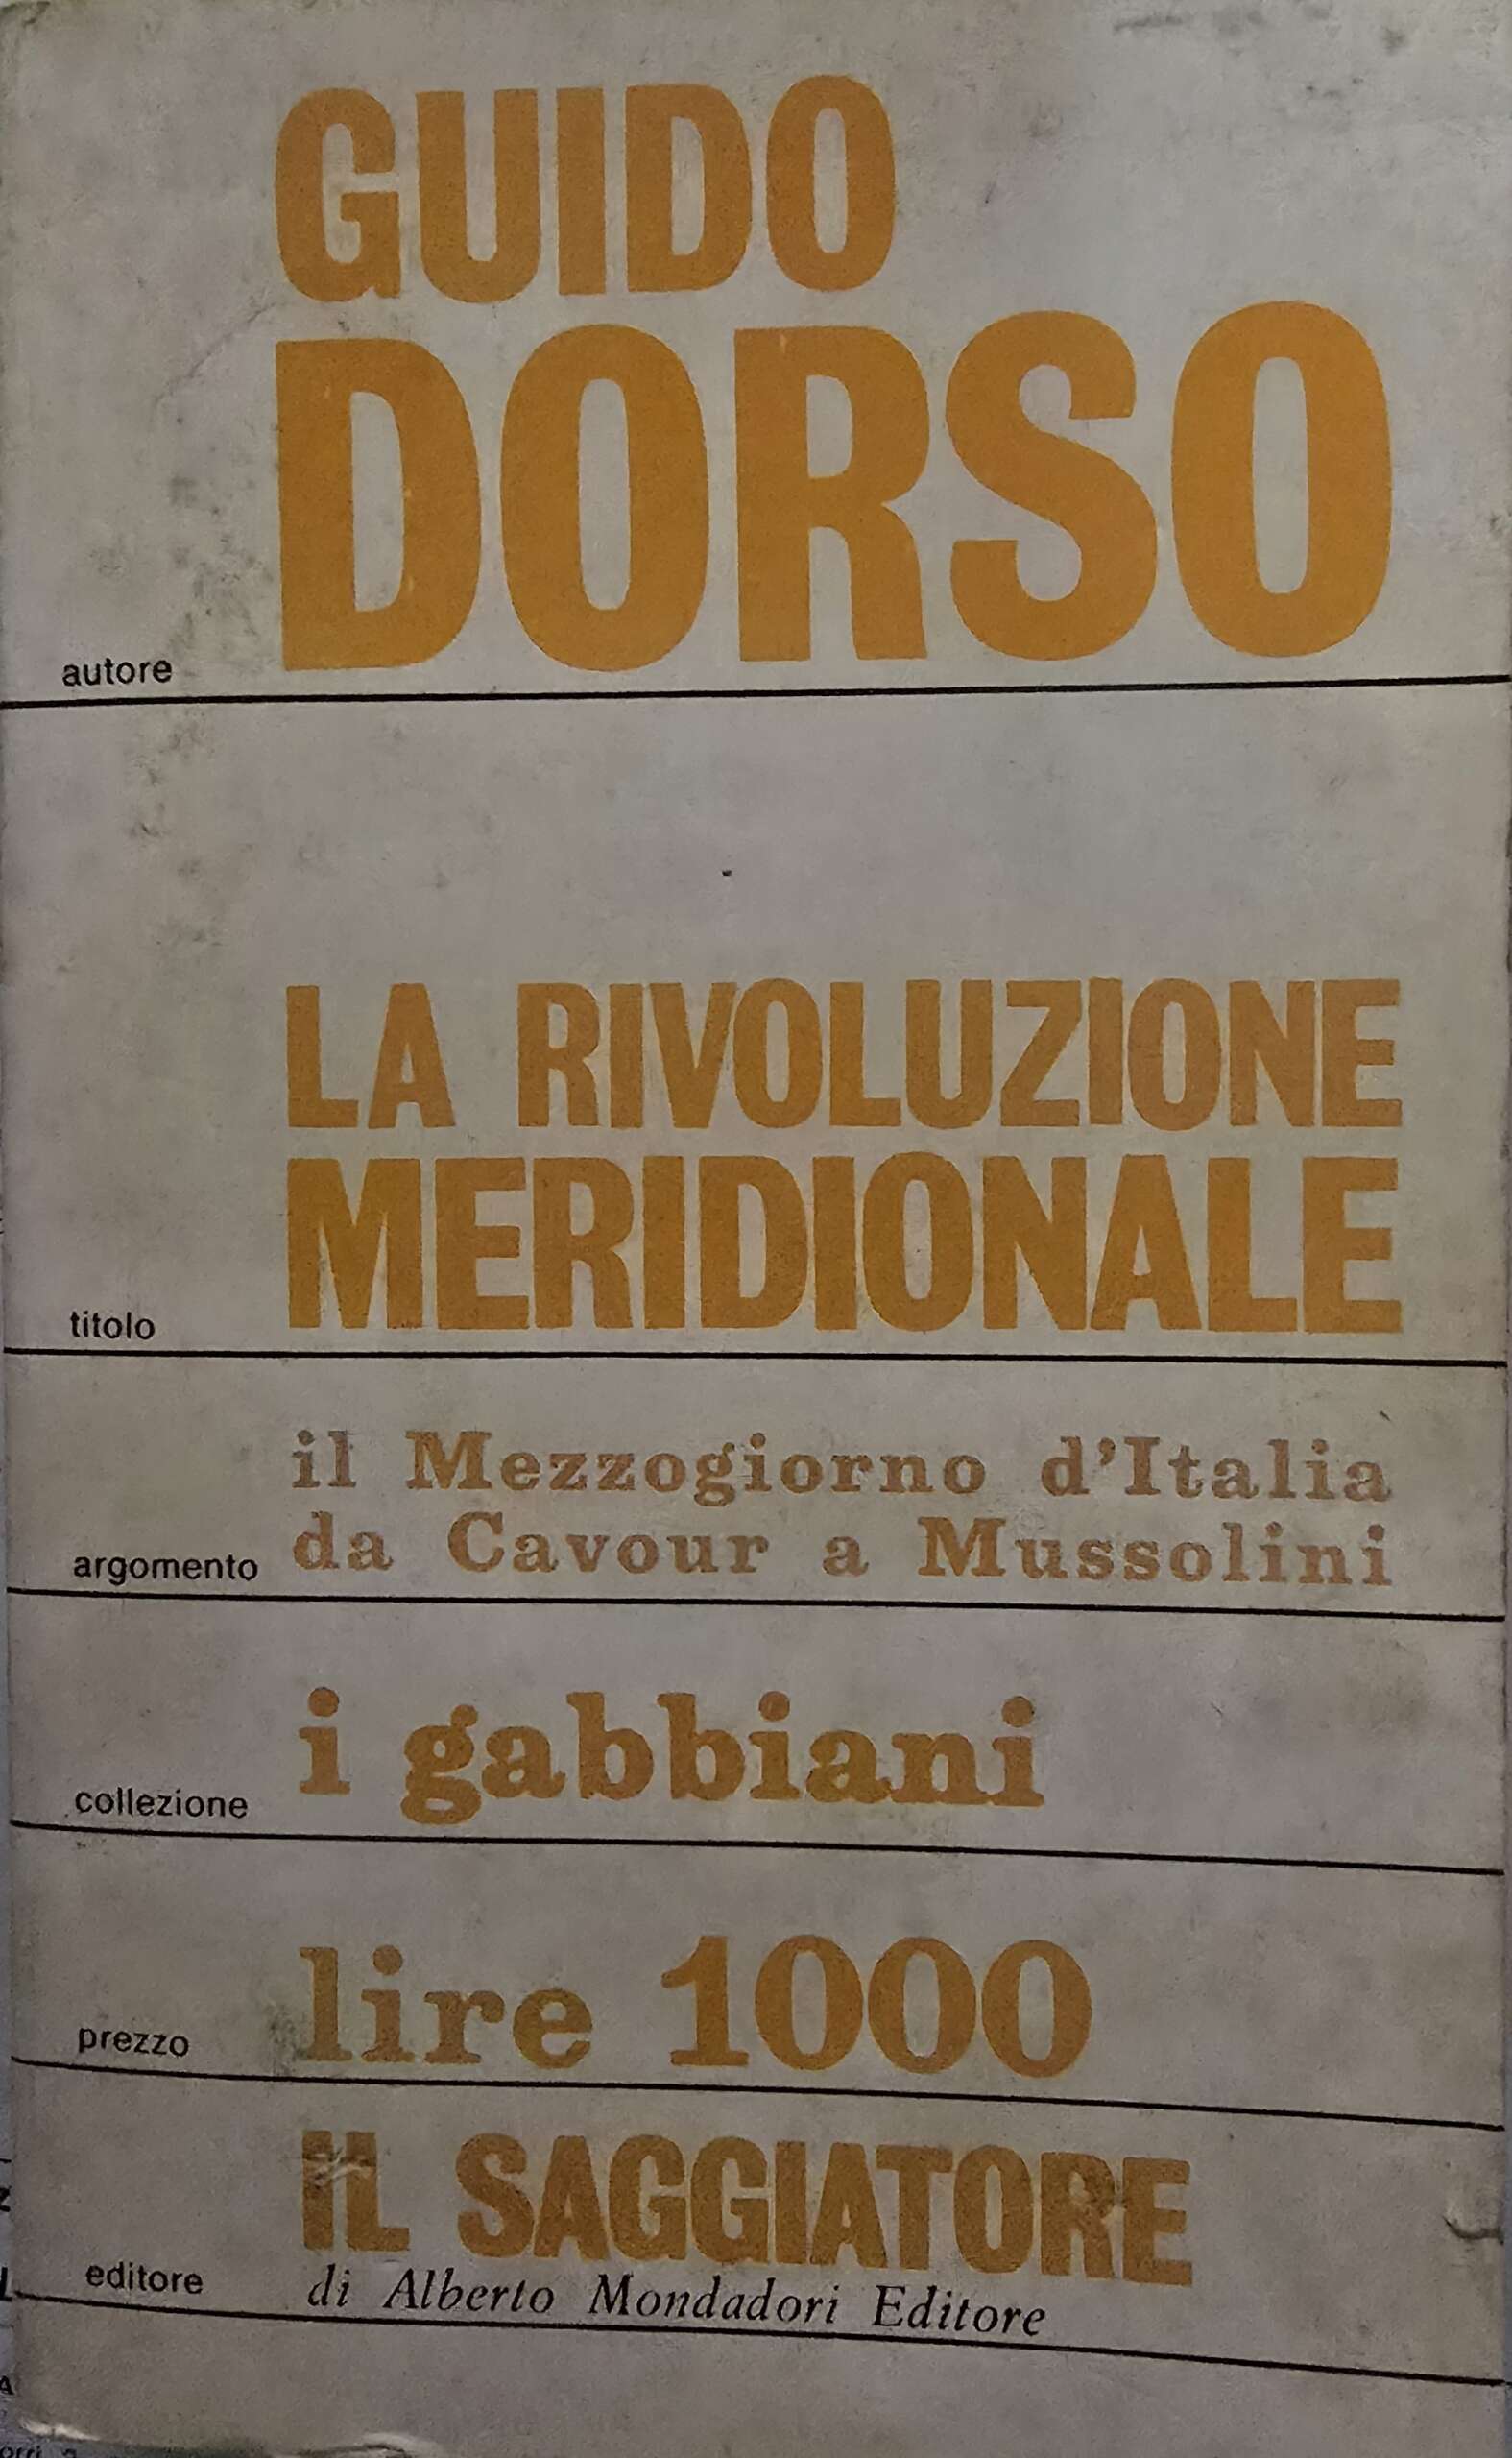 GUIDO
DORSO
autore
LA RIVOLUZIONE
MERIDIONALE
titolo
il Mezzogiorno d'Italia
da Cavour a Mussolini
argomento
i gabbiani
collezione
lire 1000
prezzo
IL SAGGIATORE
di Alberto Mondadori Editore
editore